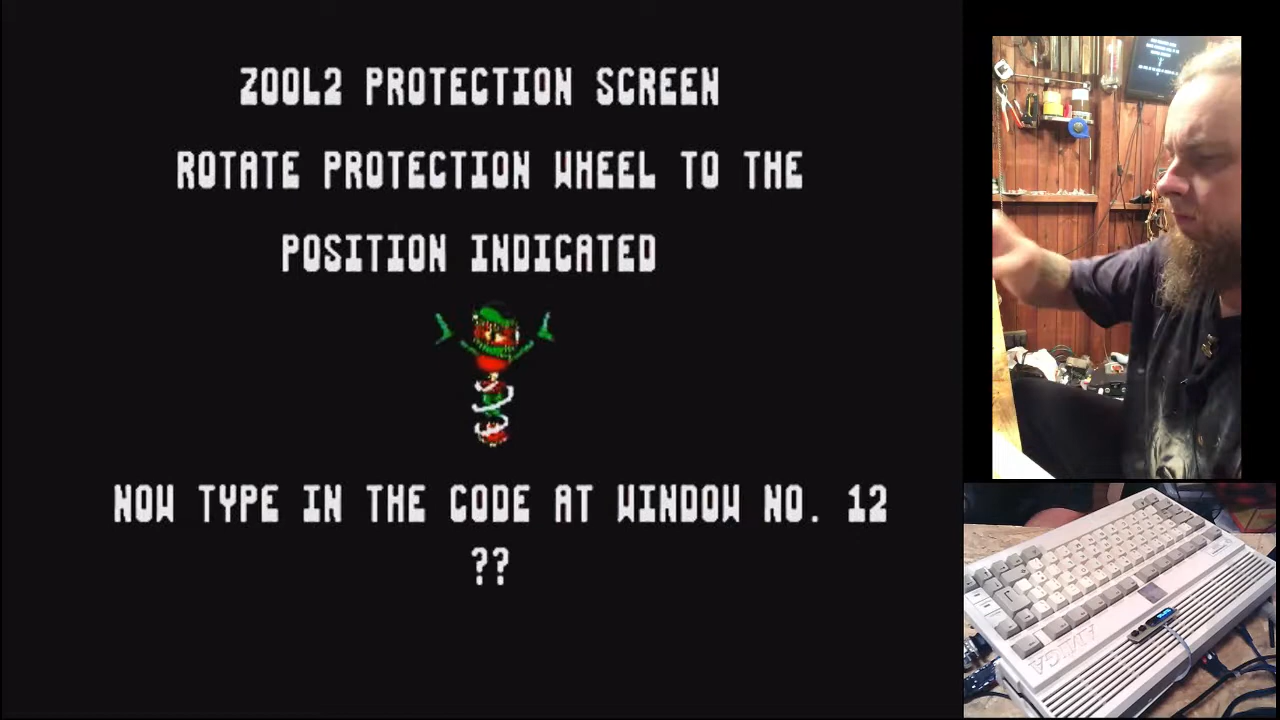 ZOOL2 PROTECTION SCREEN
ROTATE PROTECTION WHEEL TO THE
POSITION INDICATED
NOW TYPE IN THE CODE AT WINDOW NO. 12
??
AMIGA